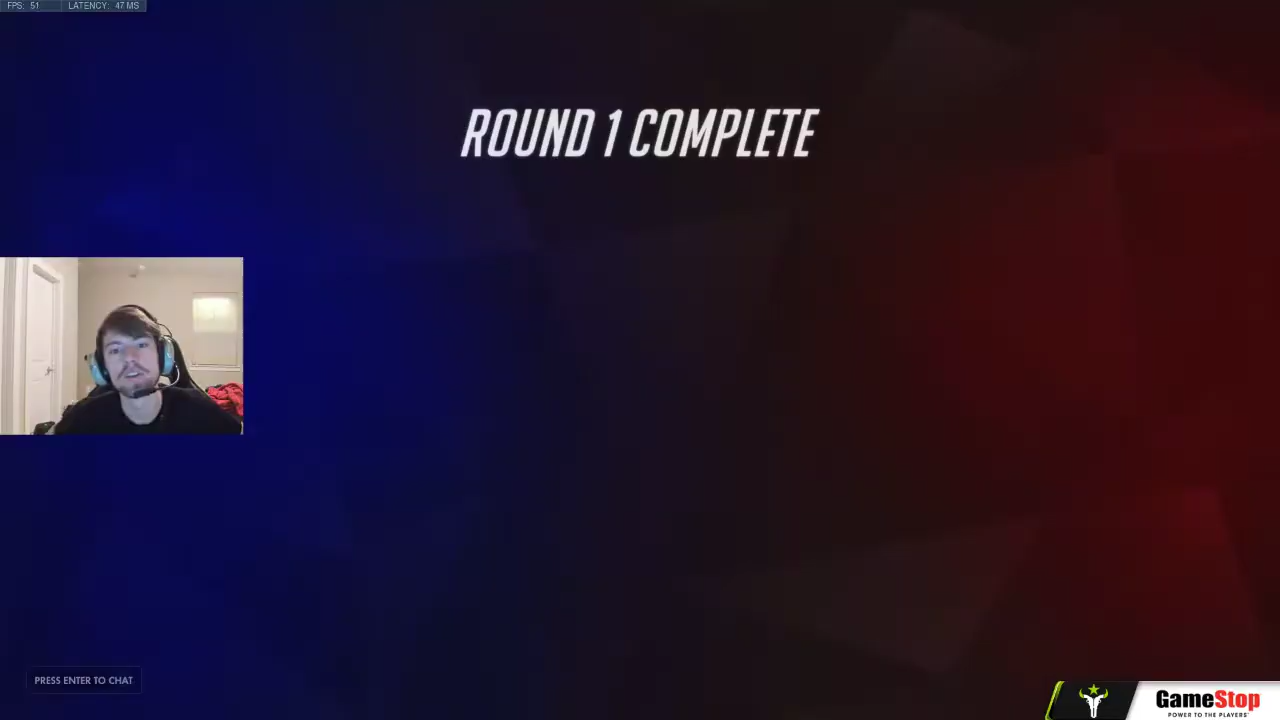 FPS: 51 LATENCY: 47 MS
ROUND 1 COMPLETE
PRESS ENTER TO CHAT
GameStop
POWER TO THE PLAYERS